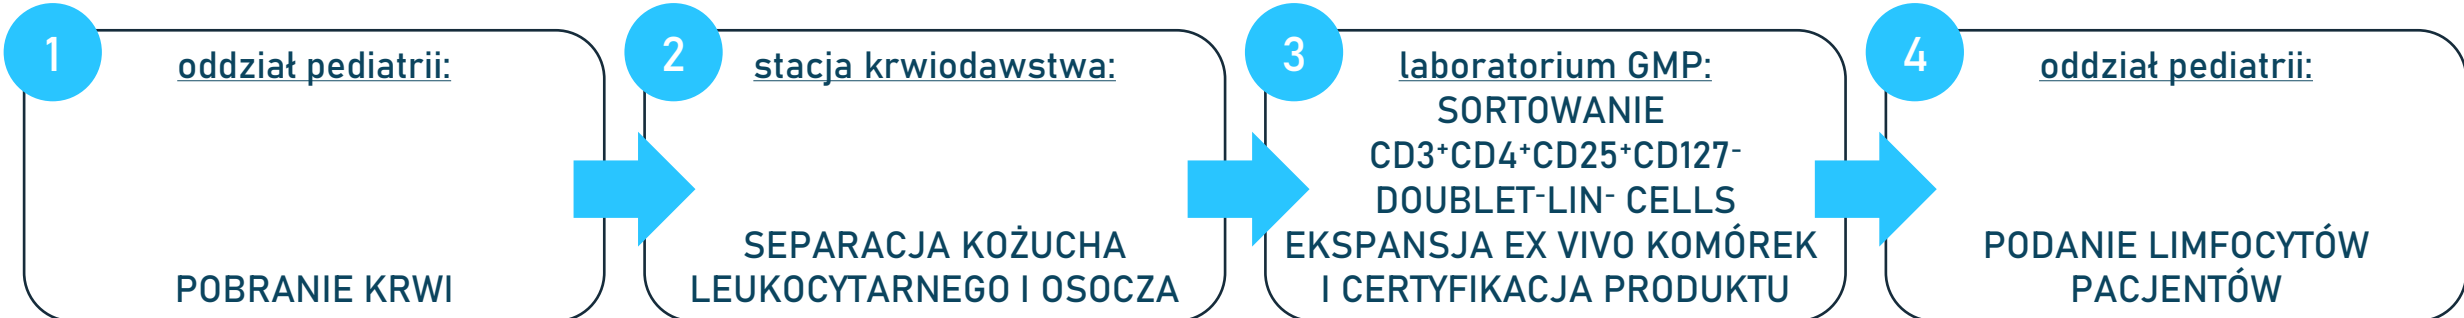 1
oddział pediatrii:
POBRANIE KRWI
2
stacja krwiodawstwa:
SEPARACJA KOŻUCHA
LEUKOCYTARNEGO I OSOCZA
3
laboratorium GMP:
SORTOWANIE
CD3⁺CD4⁺CD25⁺CD127⁻
DOUBLET⁻LIN⁻ CELLS
EKSPANSJA EX VIVO KOMÓREK
I CERTYFIKACJA PRODUKTU
4
oddział pediatrii:
PODANIE LIMFOCYTÓW
PACJENTÓW